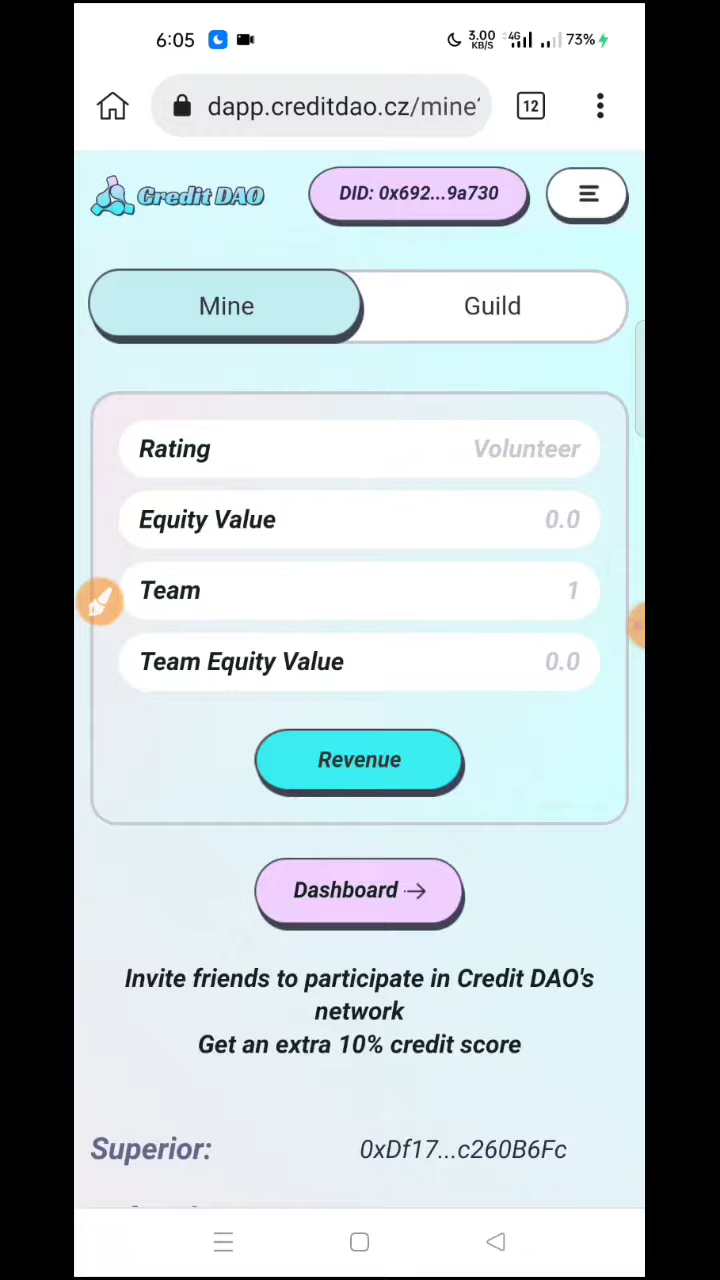 6:05
3.00
KB/S
4G
73%
dapp.creditdao.cz/mine
12
Credit DAO
DID: 0x692...9a730
Mine
Guild
Rating
Volunteer
Equity Value
0.0
Team
1
Team Equity Value
0.0
Revenue
Dashboard
Invite friends to participate in Credit DAO's
network
Get an extra 10% credit score
Superior:
0xDf17...c260B6Fc